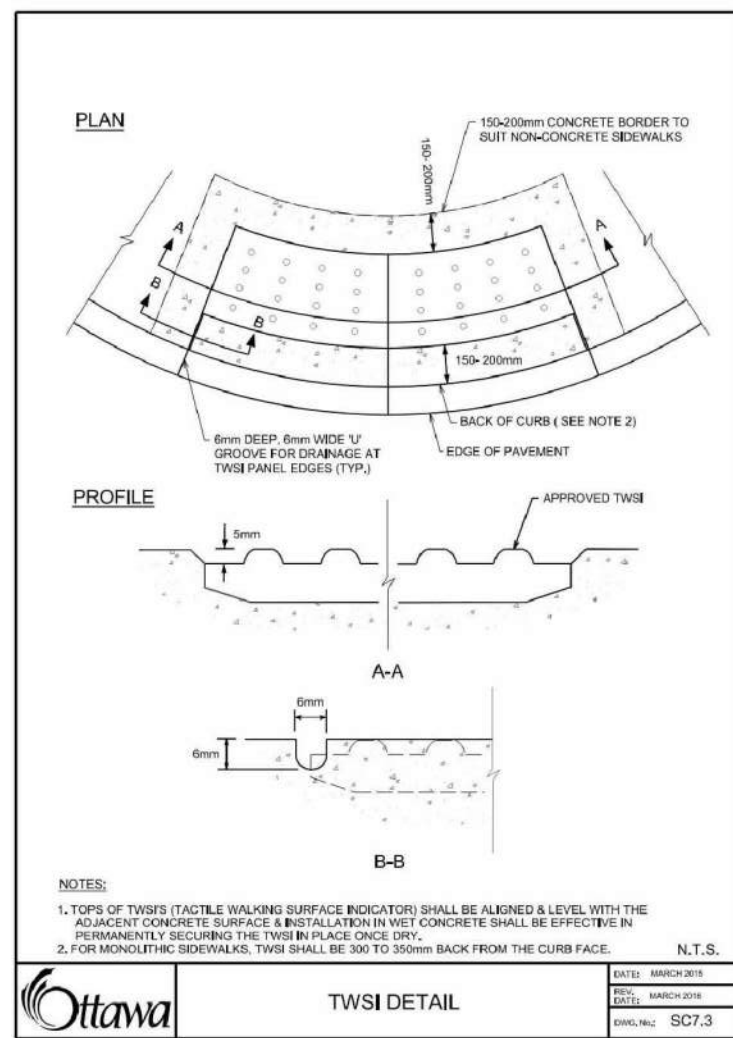 PLAN
150-200mm CONCRETE BORDER TO
SUIT NON-CONCRETE SIDEWALKS
150- 200mm
A
A
B
B
150- 200mm
BACK OF CURB ( SEE NOTE 2)
EDGE OF PAVEMENT
6mm DEEP, 6mm WIDE 'U'
GROOVE FOR DRAINAGE AT
TWSI PANEL EDGES (TYP.)
PROFILE
APPROVED TWSI
5mm
A-A
6mm
6mm
B-B
NOTES:
1. TOPS OF TWSI'S (TACTILE WALKING SURFACE INDICATOR) SHALL BE ALIGNED & LEVEL WITH THE
ADJACENT CONCRETE SURFACE & INSTALLATION IN WET CONCRETE SHALL BE EFFECTIVE IN
PERMANENTLY SECURING THE TWSI IN PLACE ONCE DRY.
2. FOR MONOLITHIC SIDEWALKS, TWSI SHALL BE 300 TO 350mm BACK FROM THE CURB FACE.
N.T.S.
Ottawa
TWSI DETAIL
DATE: MARCH 2015
REV. DATE: MARCH 2016
DWG. No.: SC7.3